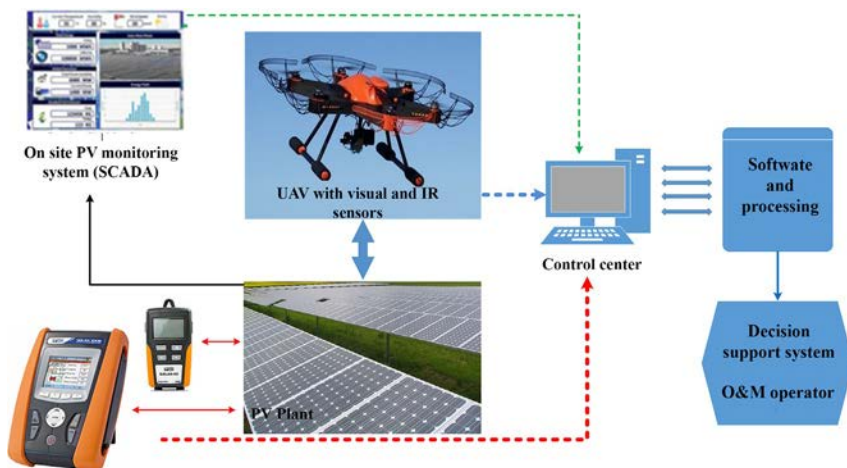 On site PV monitoring
system (SCADA)
UAV with visual and IR
sensors
Control center
Softwate
and
processing
Decision
support system
O&M operator
PV Plant